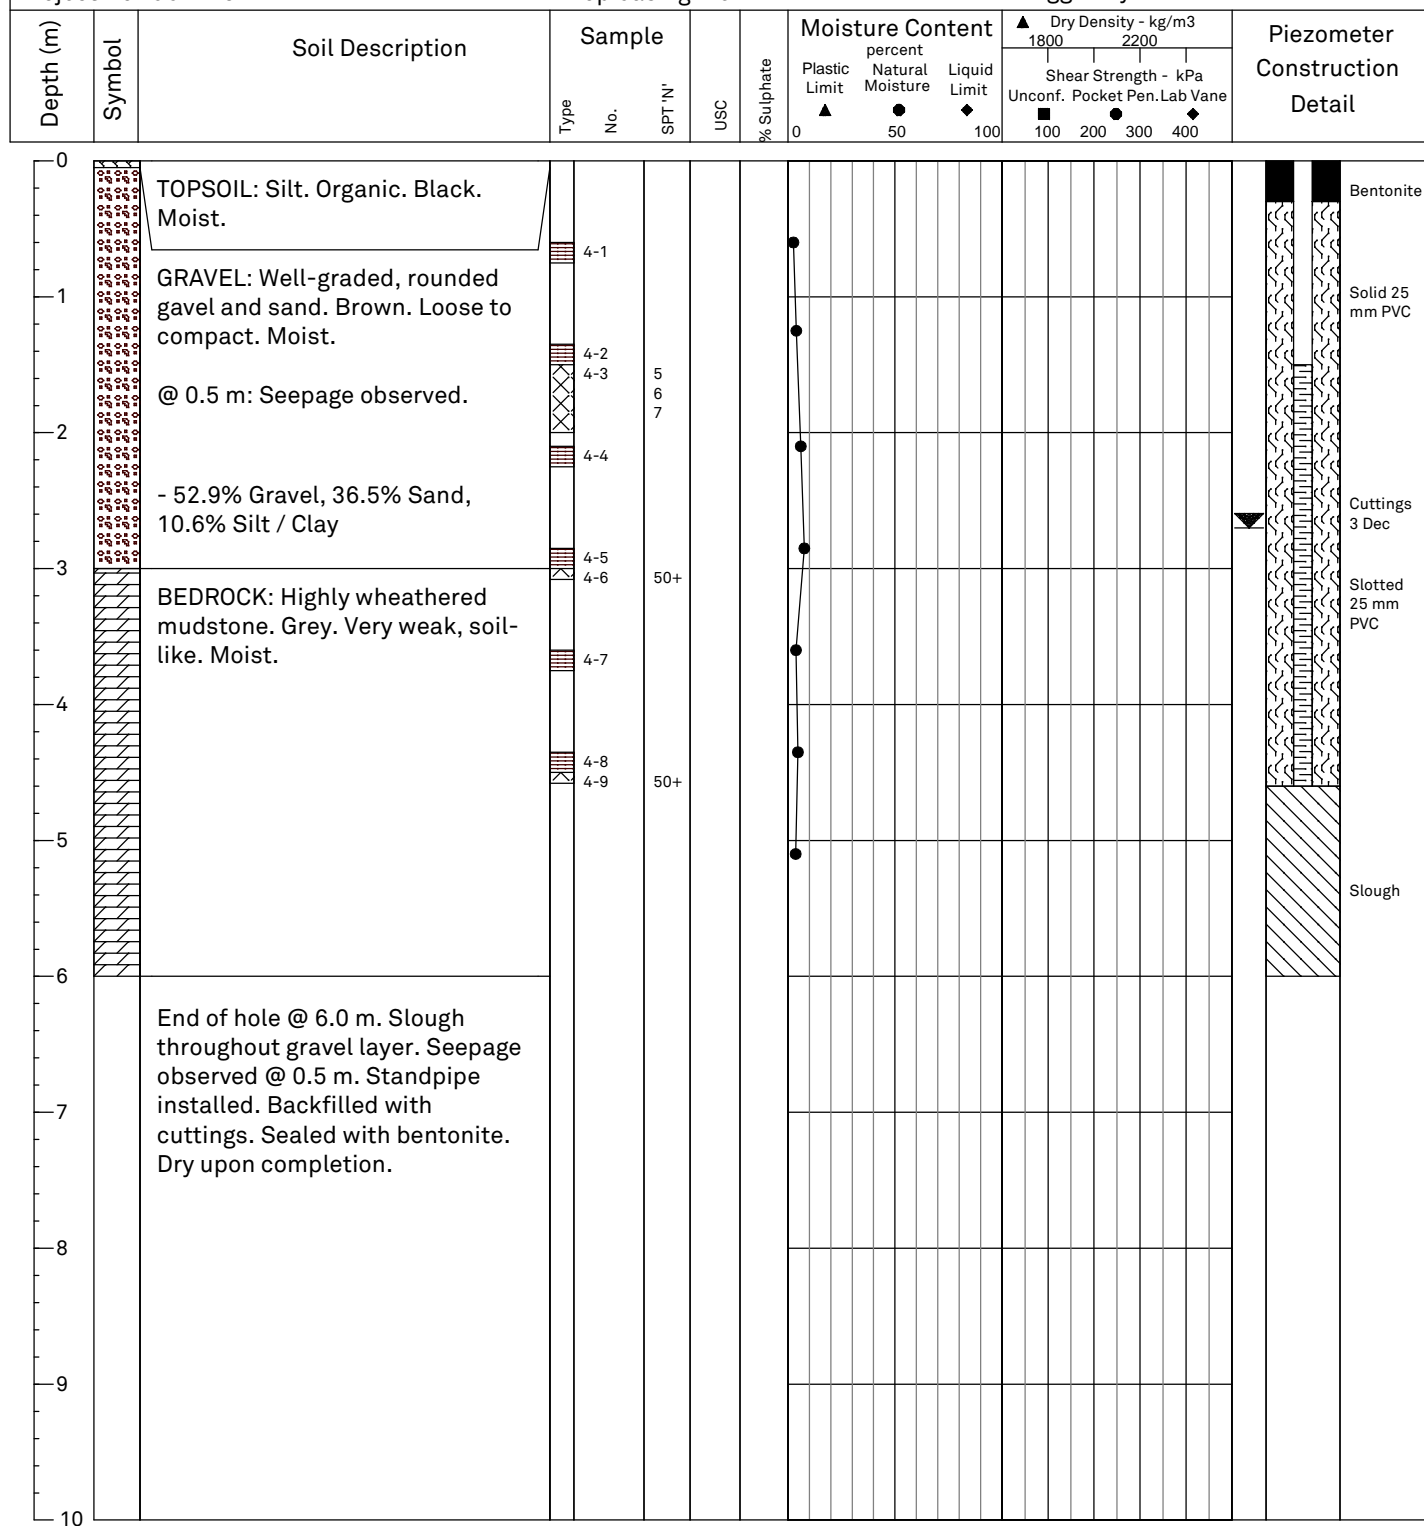 Depth (m)
Symbol
Soil Description
Sample
Type
No.
SPT 'N'
USC
% Sulphate
Moisture Content
percent
Plastic Limit
Natural Moisture
Liquid Limit
0 50 100
Dry Density - kg/m3
1800 2200
Shear Strength - kPa
Unconf. Pocket Pen. Lab Vane
100 200 300 400
Piezometer
Construction
Detail
0
TOPSOIL: Silt. Organic. Black.
Moist.
Bentonite
4-1
GRAVEL: Well-graded, rounded
gavel and sand. Brown. Loose to
compact. Moist.
1
Solid 25
mm PVC
4-2
4-3 5
6
7
@ 0.5 m: Seepage observed.
2
4-4
- 52.9% Gravel, 36.5% Sand,
10.6% Silt / Clay
Cuttings
3 Dec
4-5
3
4-6 50+
BEDROCK: Highly wheathered
mudstone. Grey. Very weak, soil-
like. Moist.
Slotted
25 mm
PVC
4-7
4
4-8
4-9 50+
5
Slough
6
End of hole @ 6.0 m. Slough
throughout gravel layer. Seepage
observed @ 0.5 m. Standpipe
installed. Backfilled with
cuttings. Sealed with bentonite.
Dry upon completion.
7
8
9
10